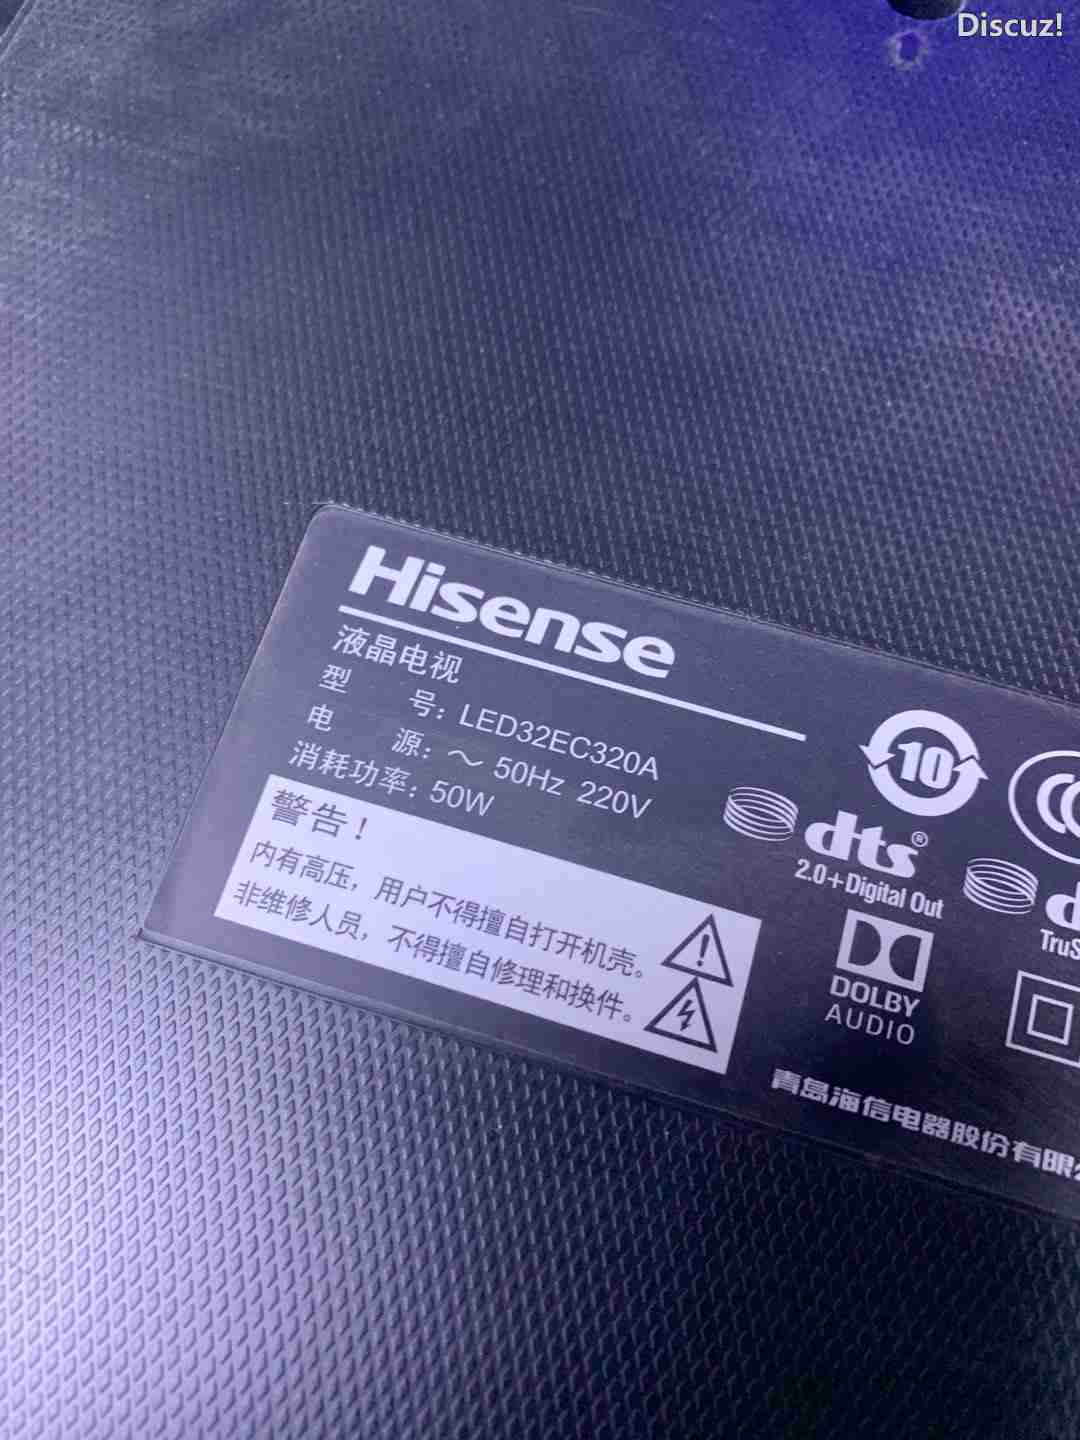 Discuz!
Hisense
液晶电视
型 号: LED32EC320A
电 源: ～ 50Hz 220V
消耗功率: 50W
警告!
内有高压，用户不得擅自打开机壳。
非维修人员，不得擅自修理和换件。
10
dts®
2.0+Digital Out
DOLBY
AUDIO
TruS
青岛海信电器股份有限